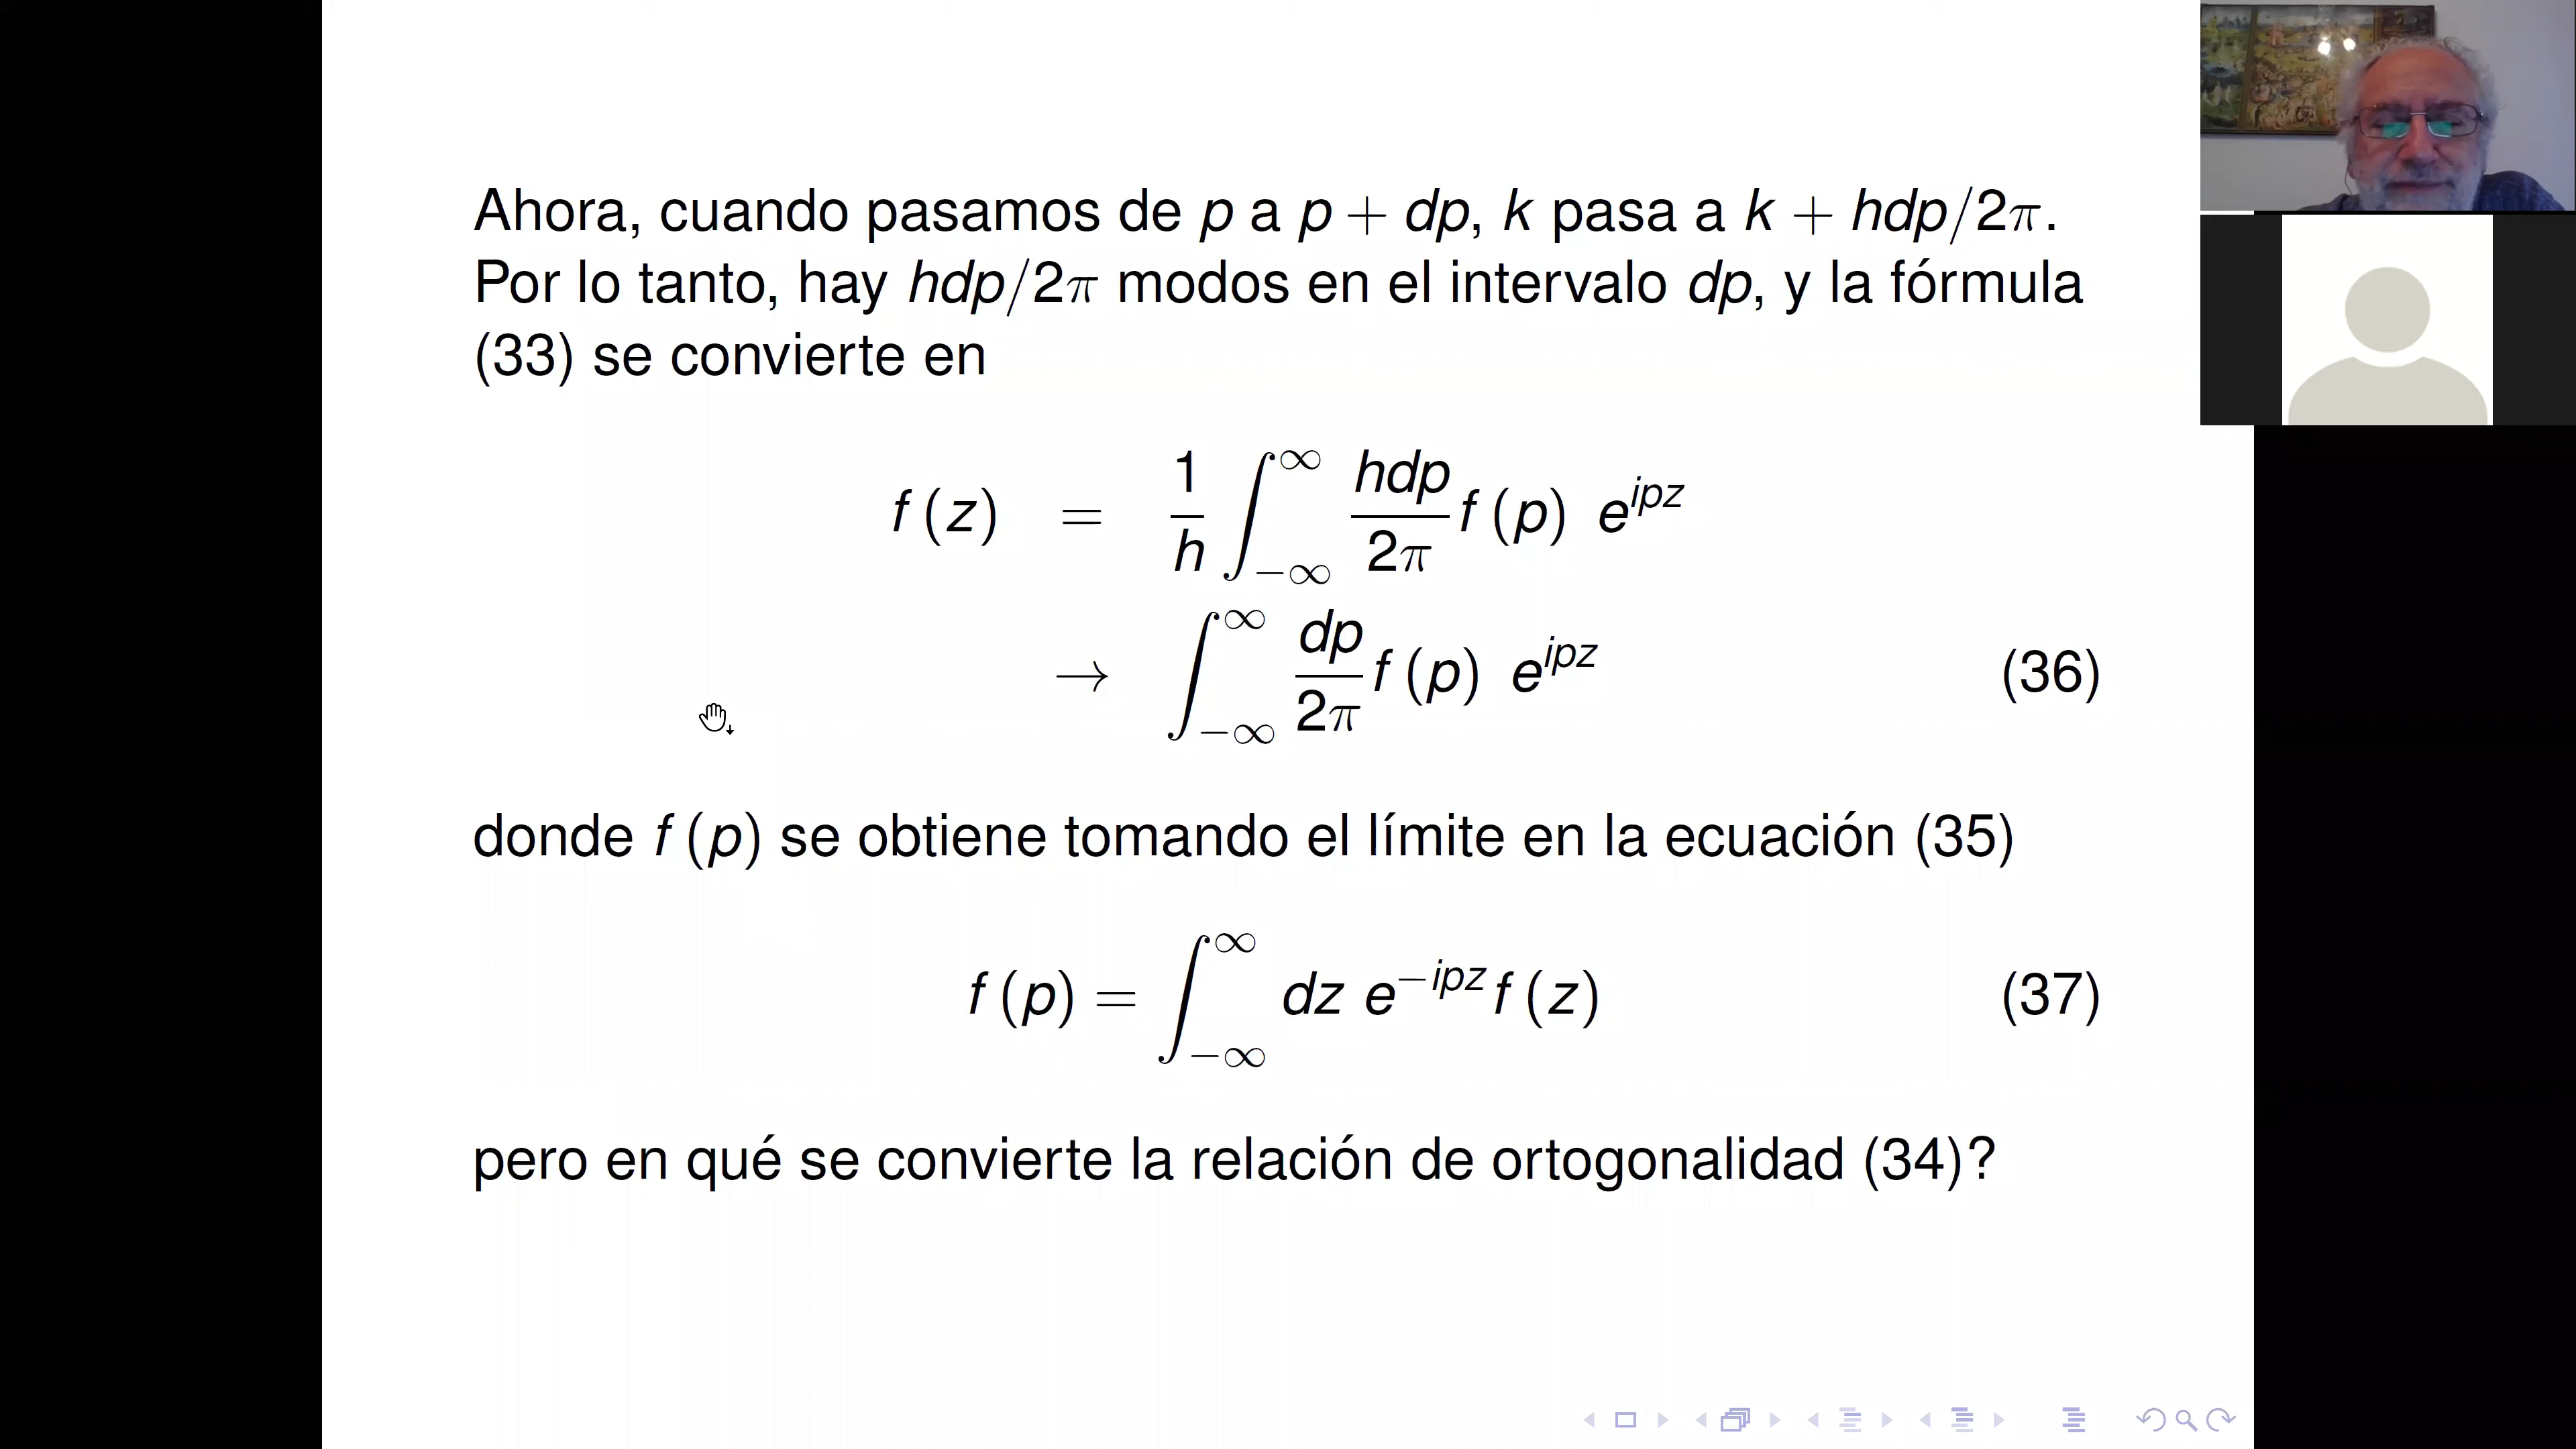 Ahora, cuando pasamos de p a p + dp, k pasa a k + hdp/2π.
Por lo tanto, hay hdp/2π modos en el intervalo dp, y la fórmula
(33) se convierte en
f (z) = 1/h ∫_{−∞}^{∞} hdp/2π f (p) e^{ipz}
→ ∫_{−∞}^{∞} dp/2π f (p) e^{ipz} (36)
donde f (p) se obtiene tomando el límite en la ecuación (35)
f (p) = ∫_{−∞}^{∞} dz e^{−ipz} f (z) (37)
pero en qué se convierte la relación de ortogonalidad (34)?